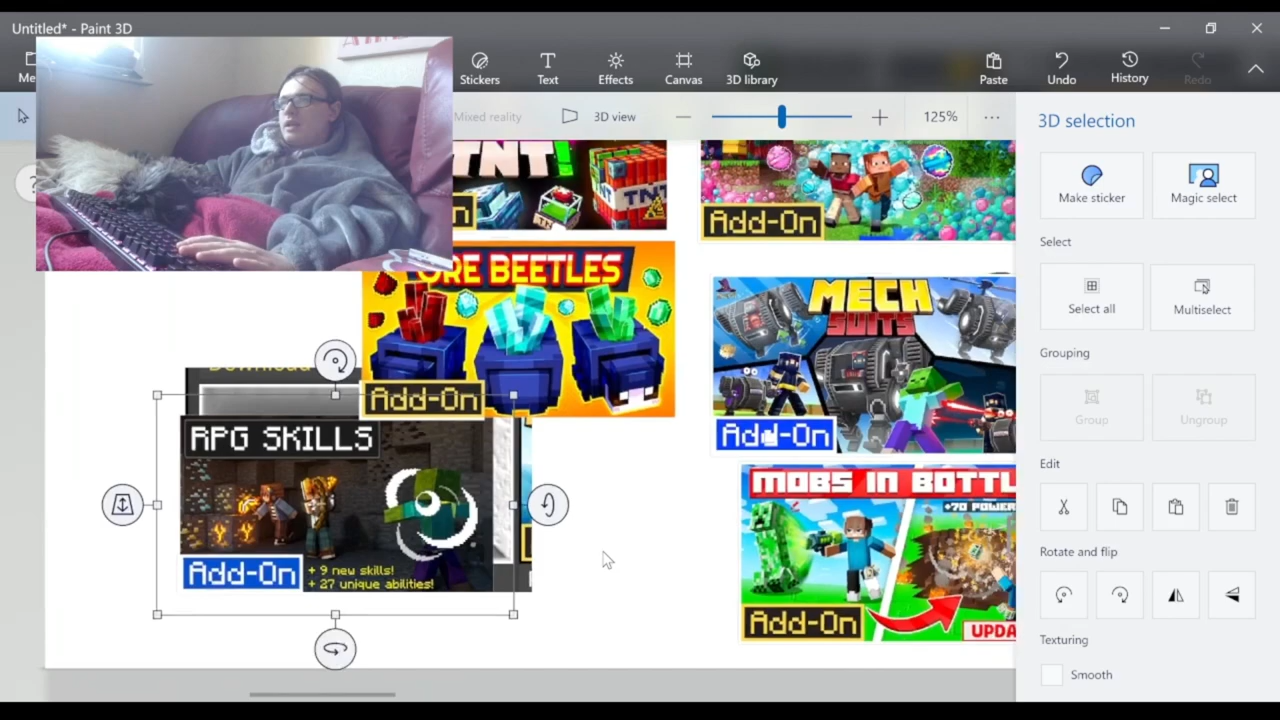 Untitled* - Paint 3D
Me
Stickers
Text
Effects
Canvas
3D library
Paste
Undo
History
Redo
Mixed reality
3D view
125%
3D selection
Make sticker
Magic select
Select
Select all
Multiselect
Grouping
Group
Ungroup
Edit
Rotate and flip
Texturing
Smooth
TNT!
TNT
Add-On
ORE BEETLES
Add-On
MECH
SUITS
Add-On
Download
RPG SKILLS
Add-On
+ 9 new skills!
+ 27 unique abilities!
MOBS IN BOTTL
+70 POWER
Add-On
UPDA